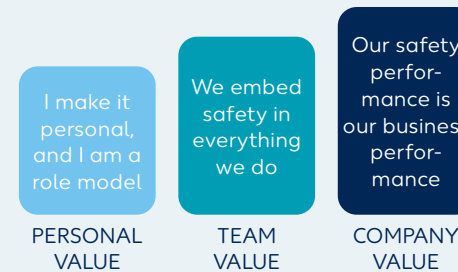 I make it
personal,
and I am a
role model
PERSONAL
VALUE
We embed
safety in
everything
we do
TEAM
VALUE
Our safety
perfor-
mance is
our busines
perfor-
mance
COMPANY
VALUE